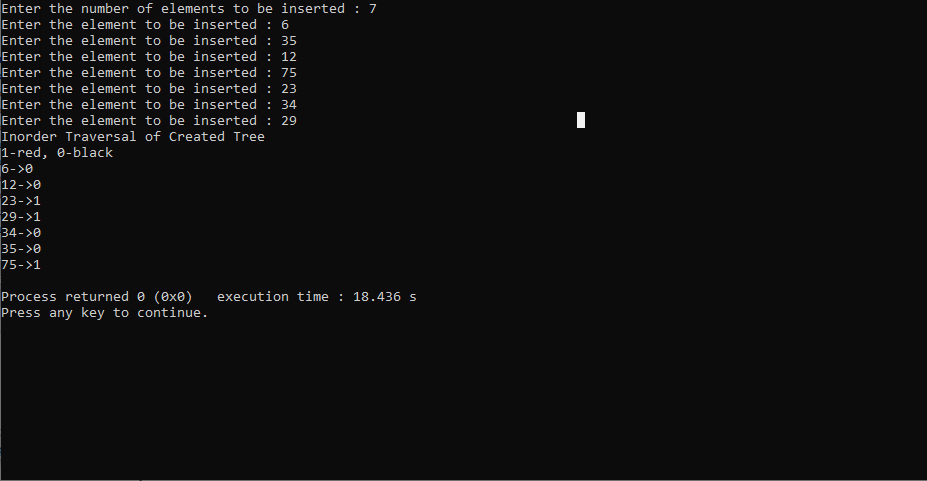 Enter the number of elements to be inserted : 7
Enter the element to be inserted : 6
Enter the element to be inserted : 35
Enter the element to be inserted : 12
Enter the element to be inserted : 75
Enter the element to be inserted : 23
Enter the element to be inserted : 34
Enter the element to be inserted : 29
Inorder Traversal of Created Tree
1-red, 0-black
6->0
12->0
23->1
29->1
34->0
35->0
75->1
Process returned 0 (0x0)   execution time : 18.436 s
Press any key to continue.